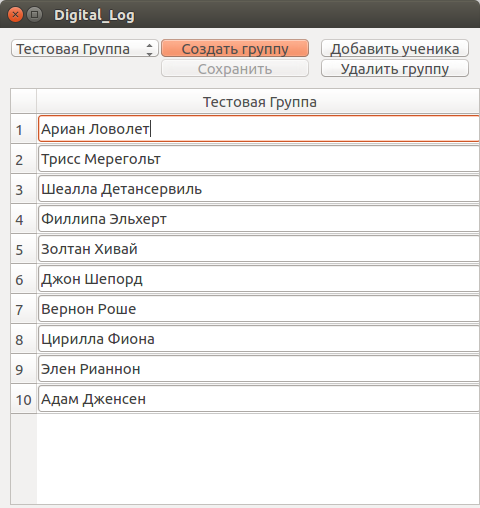 Digital_Log
Тестовая Группа Создать группу Добавить ученика
Сохранить Удалить группу
Тестовая Группа
1 Ариан Ловолет
2 Трисс Мерегольт
3 Шеалла Детансервиль
4 Филлипа Эльхерт
5 Золтан Хивай
6 Джон Шепорд
7 Вернон Роше
8 Цирилла Фиона
9 Элен Рианнон
10 Адам Дженсен